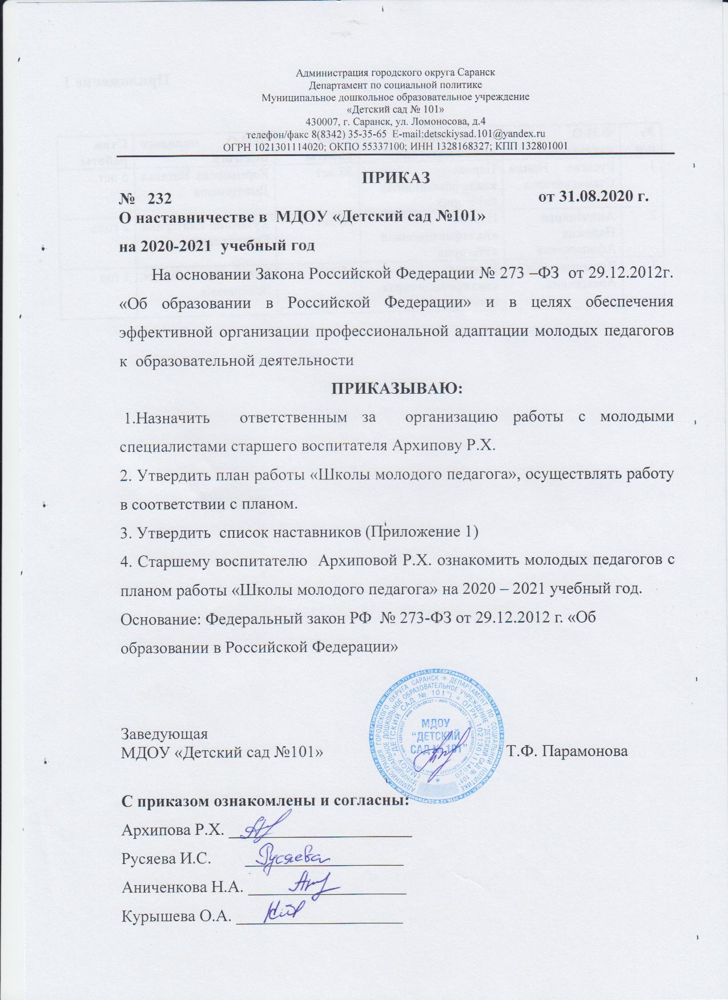 Администрация городского округа Саранск
Департамент по социальной политике
Муниципальное дошкольное образовательное учреждение
«Детский сад № 101»
430007, г. Саранск, ул. Ломоносова, д.4
телефон/факс 8(8342) 35-35-65 E-mail:detsckiysad.101@yandex.ru
ОГРН 1021301114020; ОКПО 55337100; ИНН 1328168327; КПП 132801001
ПРИКАЗ
№ 232 от 31.08.2020 г.
О наставничестве в МДОУ «Детский сад №101»
на 2020-2021 учебный год
На основании Закона Российской Федерации № 273 –ФЗ от 29.12.2012г.
«Об образовании в Российской Федерации» и в целях обеспечения
эффективной организации профессиональной адаптации молодых педагогов
к образовательной деятельности
ПРИКАЗЫВАЮ:
1.Назначить ответственным за организацию работы с молодыми
специалистами старшего воспитателя Архипову Р.Х.
2. Утвердить план работы «Школы молодого педагога», осуществлять работу
в соответствии с планом.
3. Утвердить список наставников (Приложение 1)
4. Старшему воспитателю Архиповой Р.Х. ознакомить молодых педагогов с
планом работы «Школы молодого педагога» на 2020 – 2021 учебный год.
Основание: Федеральный закон РФ № 273-ФЗ от 29.12.2012 г. «Об
образовании в Российской Федерации»
МДОУ
"ДЕТСКИЙ
САД № 101"
Заведующая
МДОУ «Детский сад №101» Т.Ф. Парамонова
С приказом ознакомлены и согласны:
Архипова Р.Х.
Русяева И.С. Русяева
Аниченкова Н.А.
Курышева О.А.